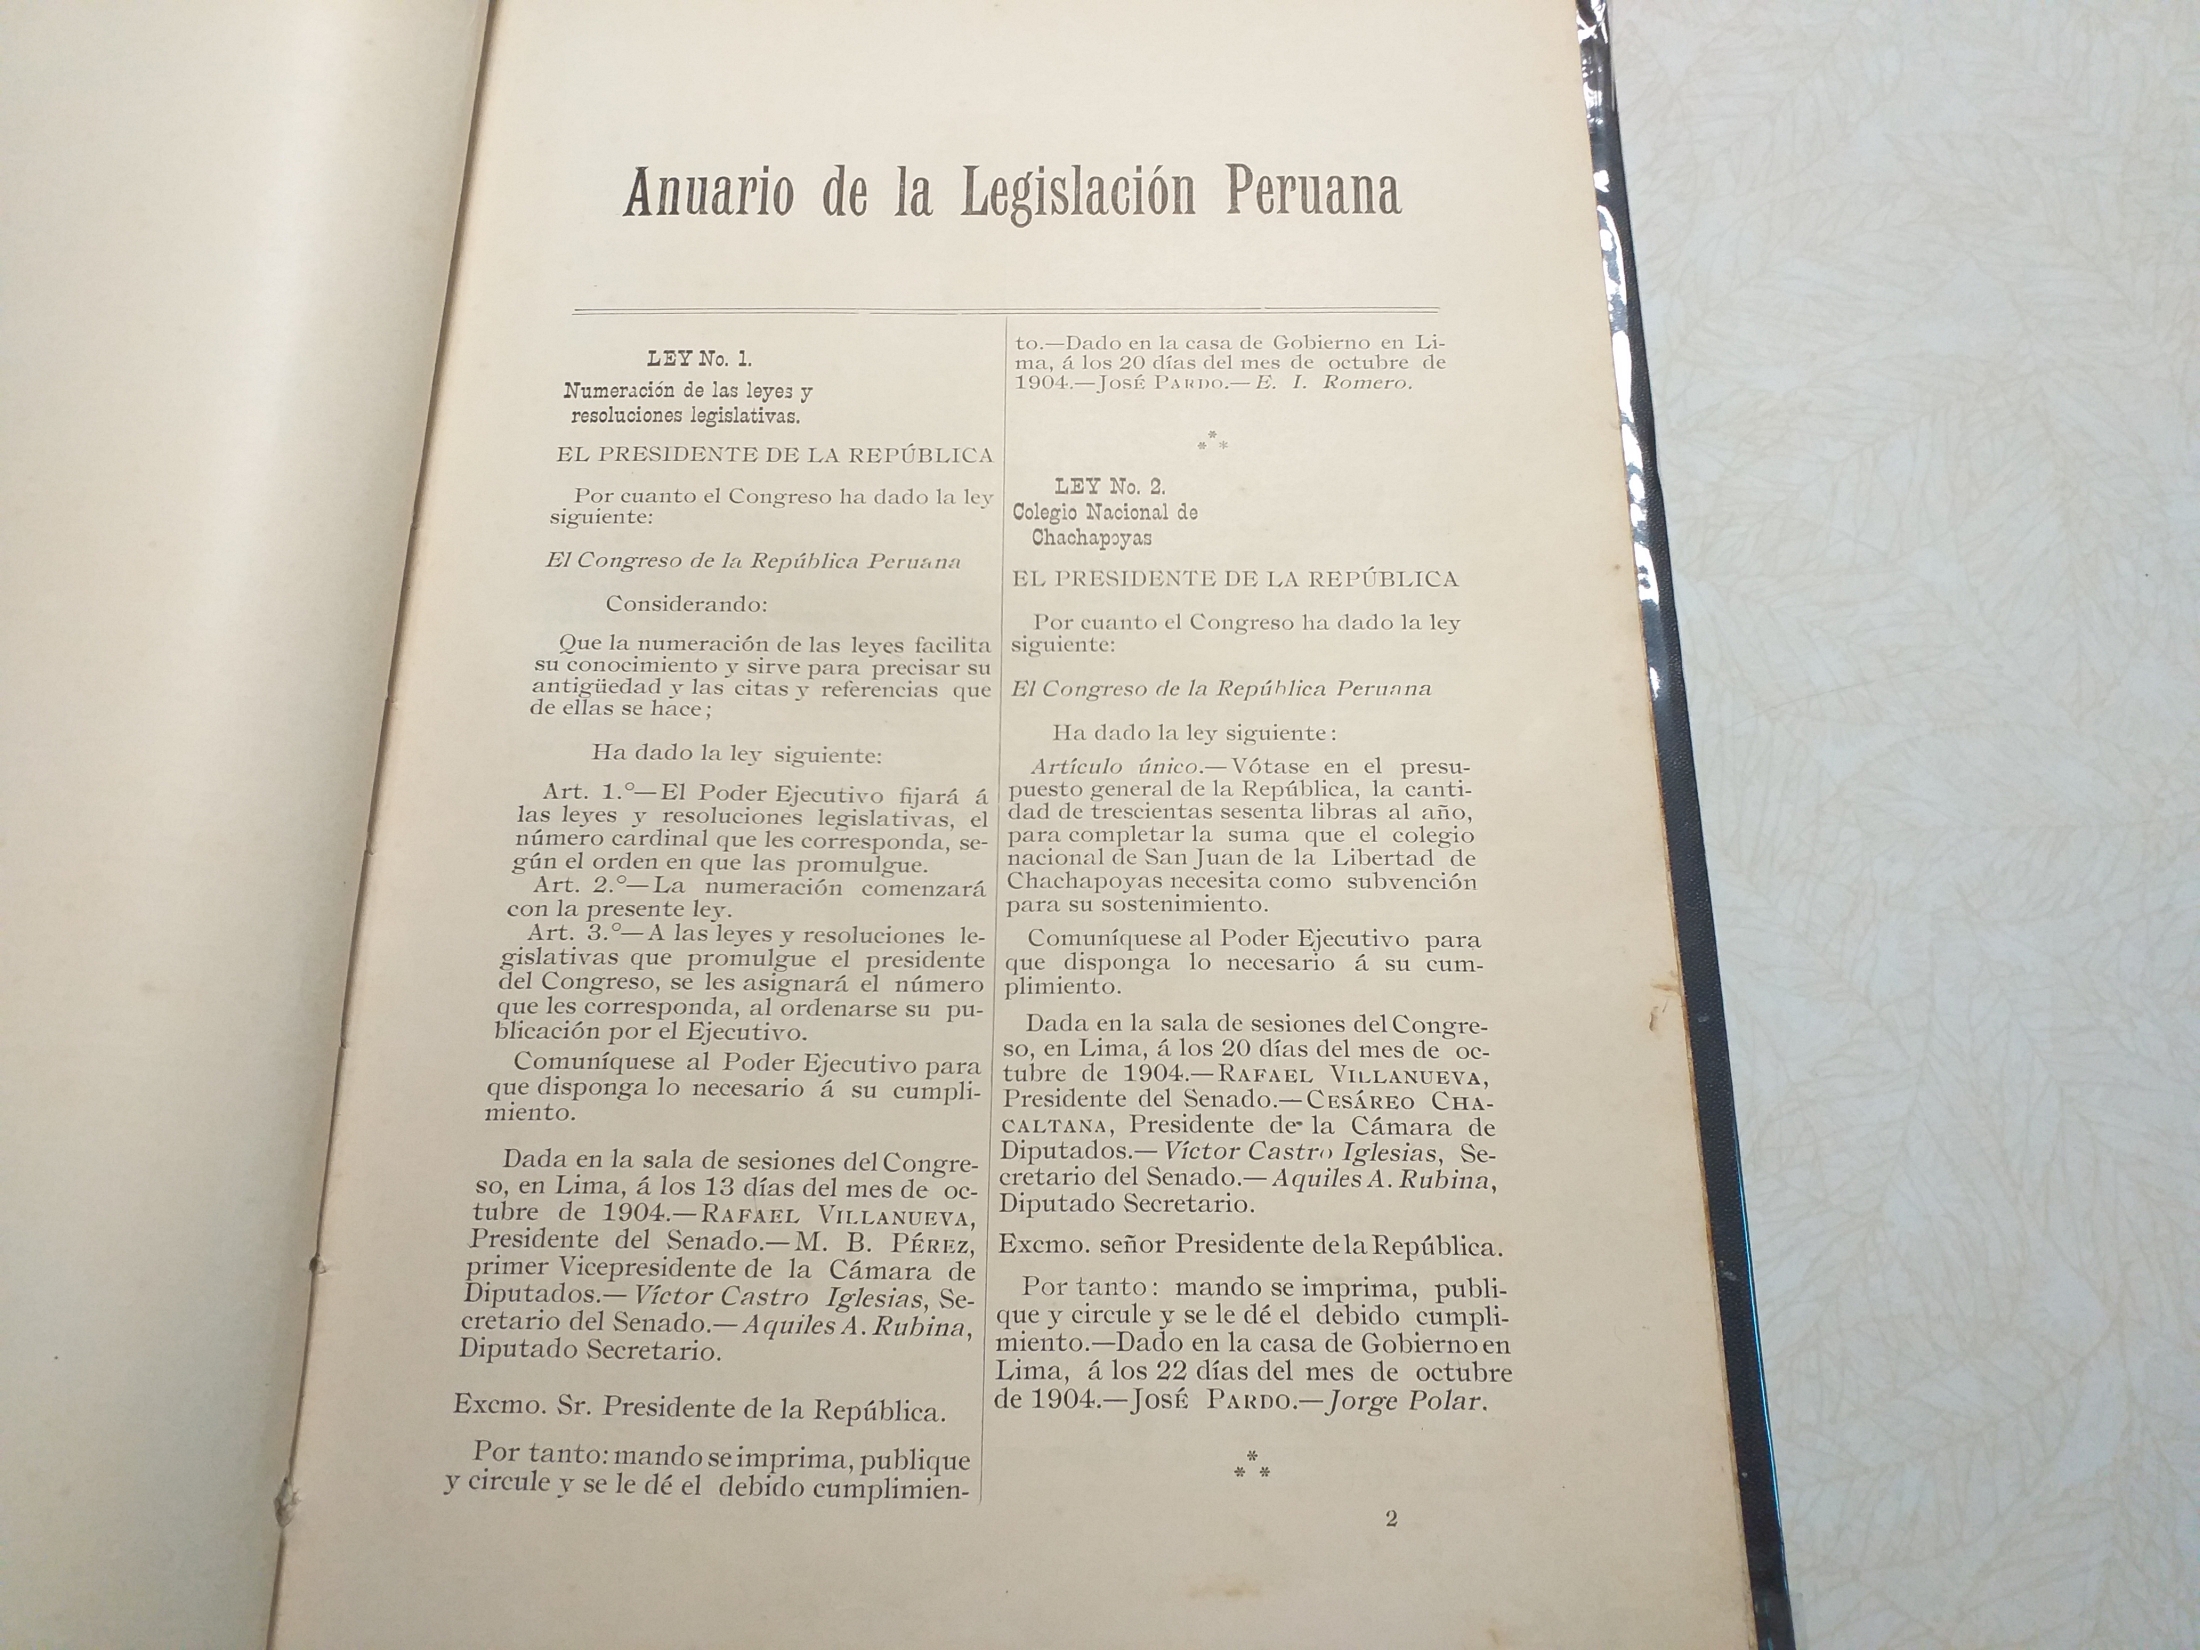 Anuario de la Legislación Peruana
LEY No. 1.
Numeración de las leyes y
resoluciones legislativas.
EL PRESIDENTE DE LA REPÚBLICA
Por cuanto el Congreso ha dado la ley
siguiente:
El Congreso de la República Peruana
Considerando:
Que la numeración de las leyes facilita
su conocimiento y sirve para precisar su
antigüedad y las citas y referencias que
de ellas se hace;
Ha dado la ley siguiente:
Art. 1.°—El Poder Ejecutivo fijará á
las leyes y resoluciones legislativas, el
número cardinal que les corresponda, se-
gún el orden en que las promulgue.
Art. 2.°—La numeración comenzará
con la presente ley.
Art. 3.°—A las leyes y resoluciones le-
gislativas que promulgue el presidente
del Congreso, se les asignará el número
que les corresponda, al ordenarse su pu-
blicación por el Ejecutivo.
Comuníquese al Poder Ejecutivo para
que disponga lo necesario á su cumpli-
miento.
Dada en la sala de sesiones del Congre-
so, en Lima, á los 13 días del mes de oc-
tubre de 1904.—RAFAEL VILLANUEVA,
Presidente del Senado.—M. B. PÉREZ,
primer Vicepresidente de la Cámara de
Diputados.—Víctor Castro Iglesias, Se-
cretario del Senado.—Aquiles A. Rubina,
Diputado Secretario.
Excmo. Sr. Presidente de la República.
Por tanto: mando se imprima, publique
y circule y se le dé el debido cumplimien-
to.—Dado en la casa de Gobierno en Li-
ma, á los 20 días del mes de octubre de
1904.—JOSÉ PARDO.—E. I. Romero.
*
* *
LEY No. 2.
Colegio Nacional de
Chachapoyas
EL PRESIDENTE DE LA REPÚBLICA
Por cuanto el Congreso ha dado la ley
siguiente:
El Congreso de la República Peruana
Ha dado la ley siguiente:
Artículo único.—Vótase en el presu-
puesto general de la República, la canti-
dad de trescientas sesenta libras al año,
para completar la suma que el colegio
nacional de San Juan de la Libertad de
Chachapoyas necesita como subvención
para su sostenimiento.
Comuníquese al Poder Ejecutivo para
que disponga lo necesario á su cum-
plimiento.
Dada en la sala de sesiones del Congre-
so, en Lima, á los 20 días del mes de oc-
tubre de 1904.—RAFAEL VILLANUEVA,
Presidente del Senado.—CESÁREO CHA-
CALTANA, Presidente de la Cámara de
Diputados.—Víctor Castro Iglesias, Se-
cretario del Senado.—Aquiles A. Rubina,
Diputado Secretario.
Excmo. señor Presidente de la República.
Por tanto: mando se imprima, publi-
que y circule y se le dé el debido cumpli-
miento.—Dado en la casa de Gobierno en
Lima, á los 22 días del mes de octubre
de 1904.—JOSÉ PARDO.—Jorge Polar.
*
* *
2